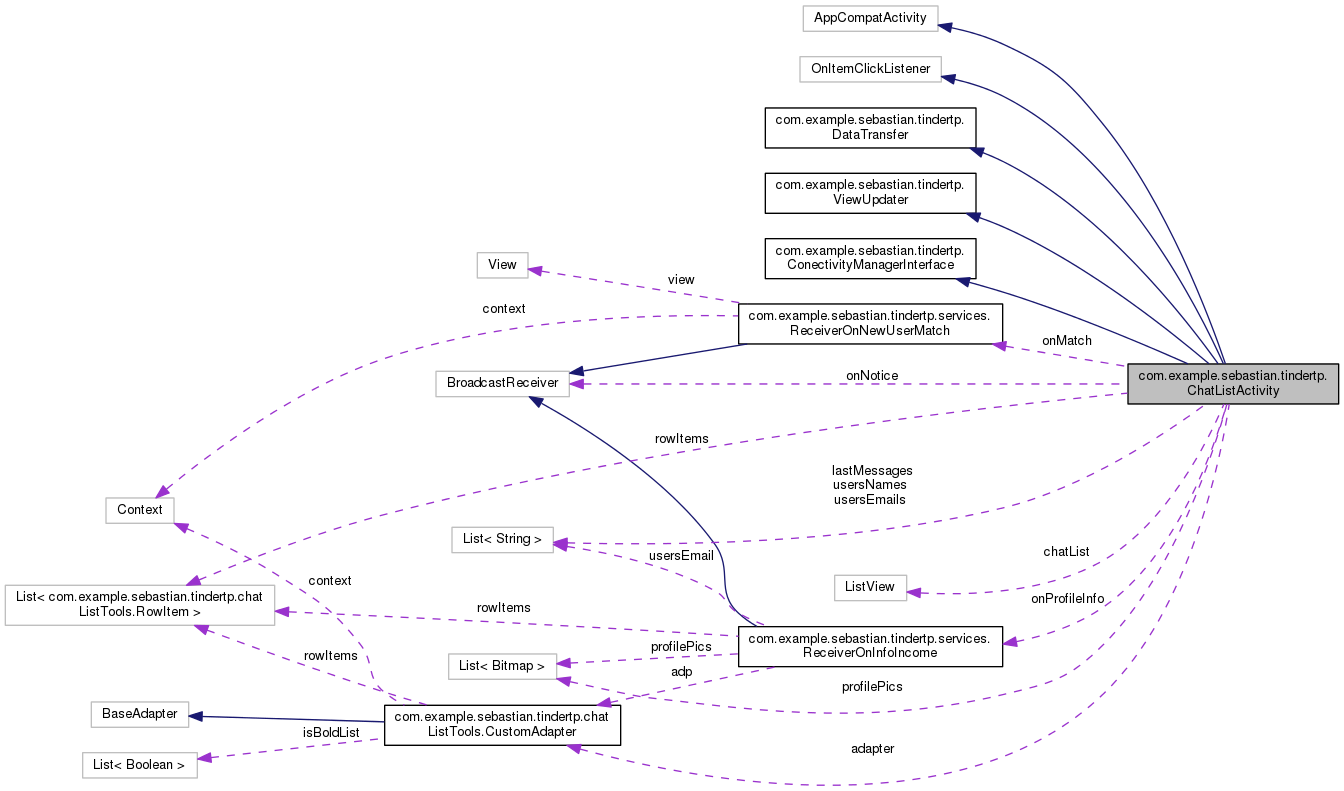 AppCompatActivity
OnItemClickListener
com.example.sebastian.tindertp.
DataTransfer
com.example.sebastian.tindertp.
ViewUpdater
com.example.sebastian.tindertp.
ConectivityManagerInterface
View
view
context
com.example.sebastian.tindertp.services.
ReceiverOnNewUserMatch
onMatch
BroadcastReceiver
onNotice
com.example.sebastian.tindertp.
ChatListActivity
rowItems
lastMessages
usersNames
usersEmails
Context
List< String >
usersEmail
chatList
context
ListView
List< com.example.sebastian.tindertp.chat
ListTools.RowItem >
onProfileInfo
rowItems
com.example.sebastian.tindertp.services.
ReceiverOnInfoIncome
profilePics
List< Bitmap >
rowItems
adp
profilePics
BaseAdapter
com.example.sebastian.tindertp.chat
ListTools.CustomAdapter
isBoldList
adapter
List< Boolean >